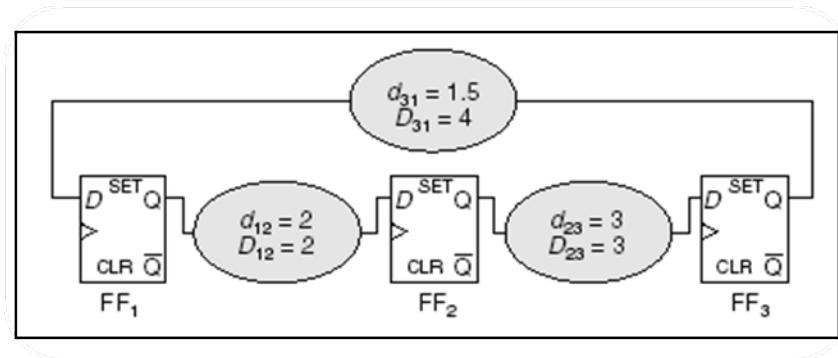 d₃₁ = 1.5
D₃₁ = 4
D SET Q
CLR Q̅
FF₁
d₁₂ = 2
D₁₂ = 2
D SET Q
CLR Q̅
FF₂
d₂₃ = 3
D₂₃ = 3
D SET Q
CLR Q̅
FF₃